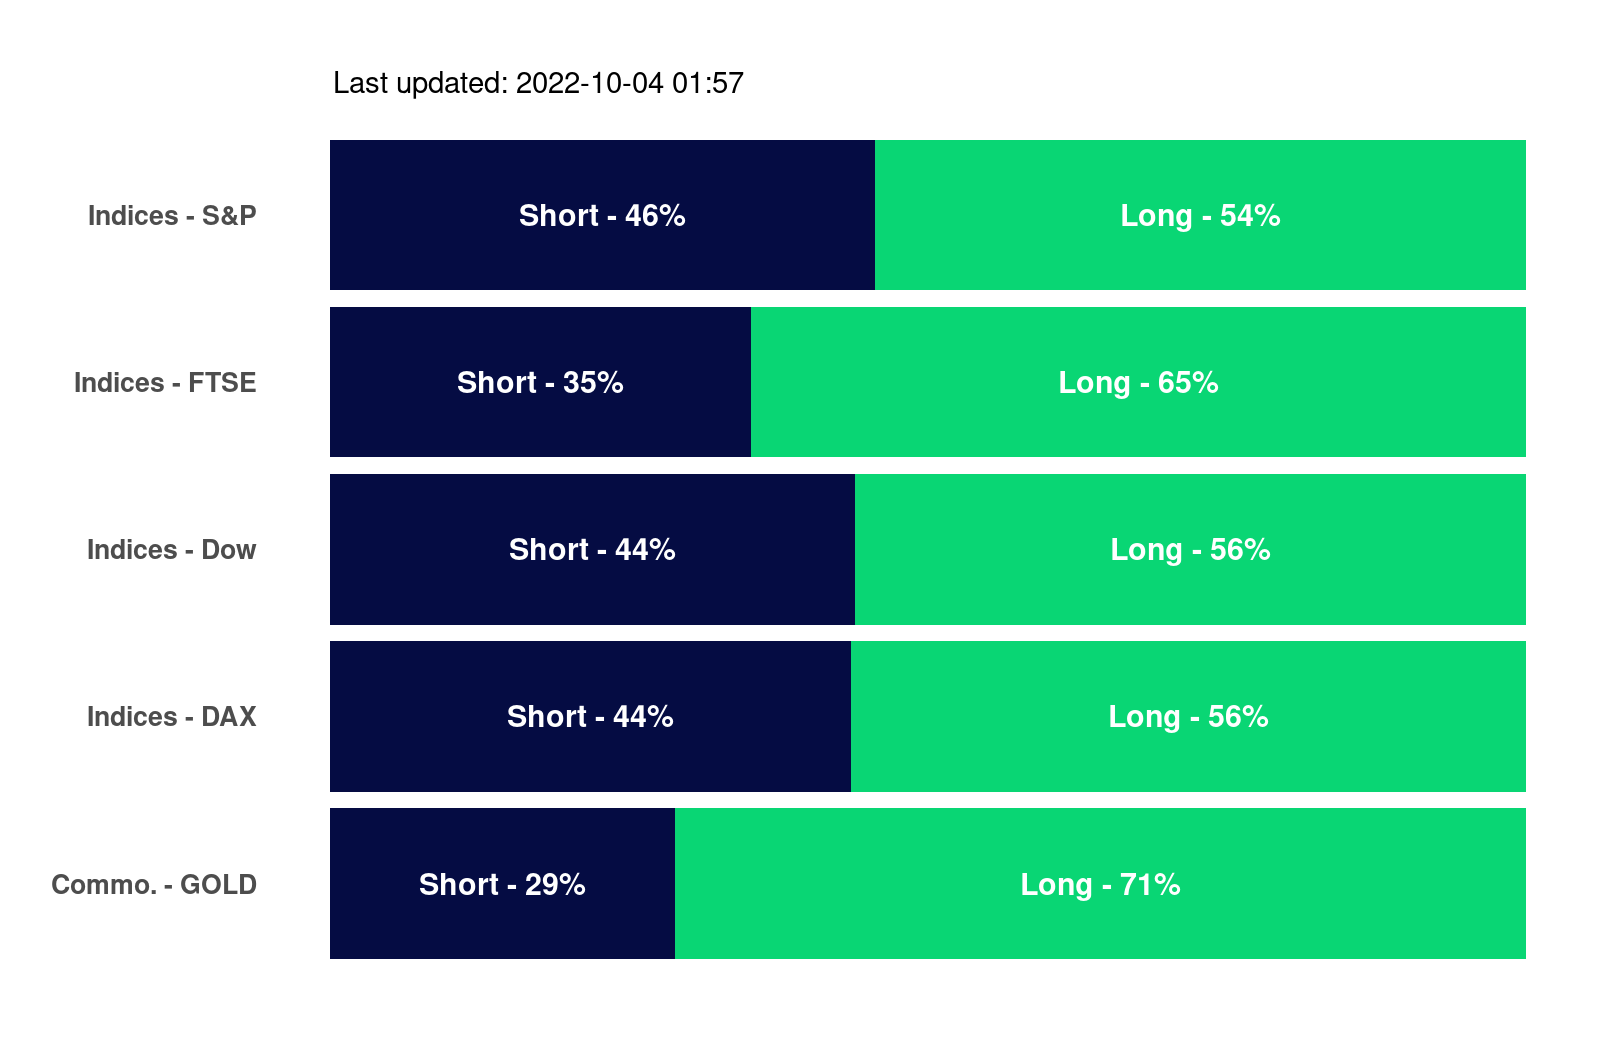 Last updated: 2022-10-04 01:57
Indices - S&P Short - 46% Long - 54%
Indices - FTSE Short - 35% Long - 65%
Indices - Dow Short - 44% Long - 56%
Indices - DAX Short - 44% Long - 56%
Commo. - GOLD Short - 29% Long - 71%